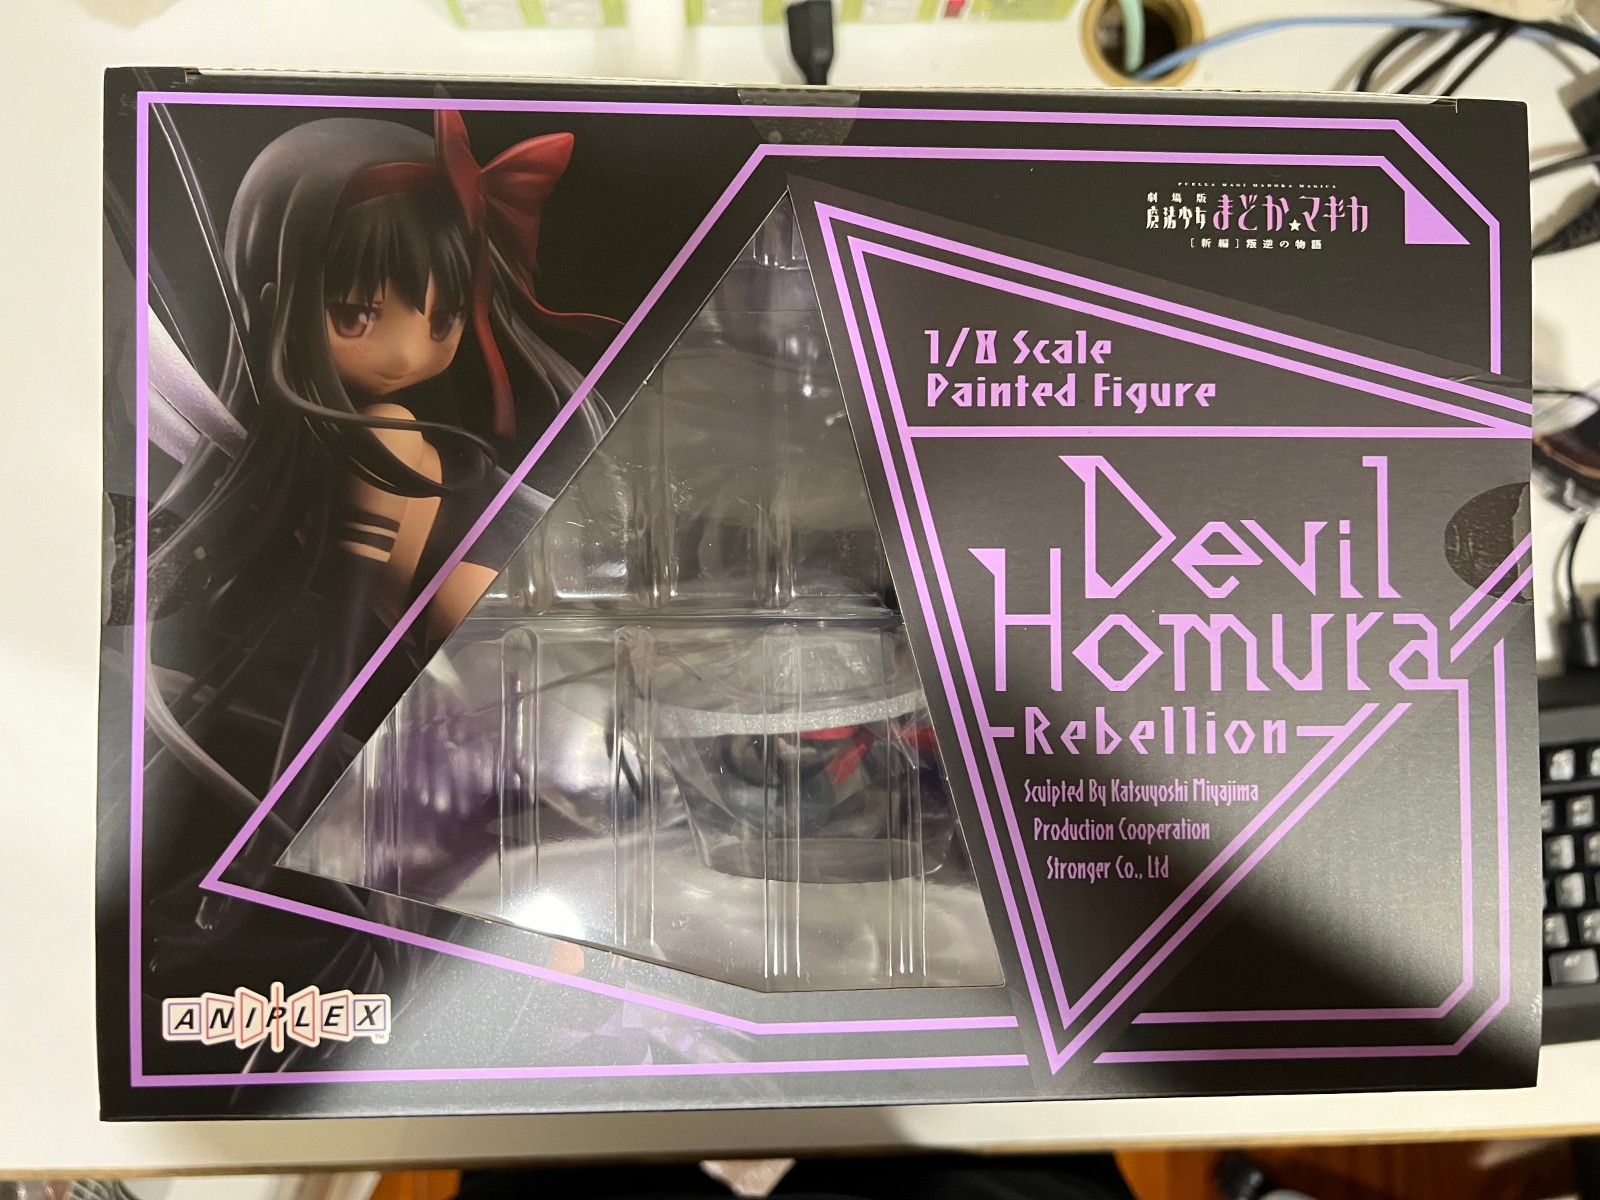 PUELLA MAGI MADOKA MAGICA
劇場版
魔法少女まどか★マギカ
[新編]叛逆の物語
1/8 Scale
Painted Figure
Devil
Homura
Rebellion
Sculpted By Katsuyoshi Miyajima
Production Cooperation
Stronger Co., Ltd
ANIPLEX TM